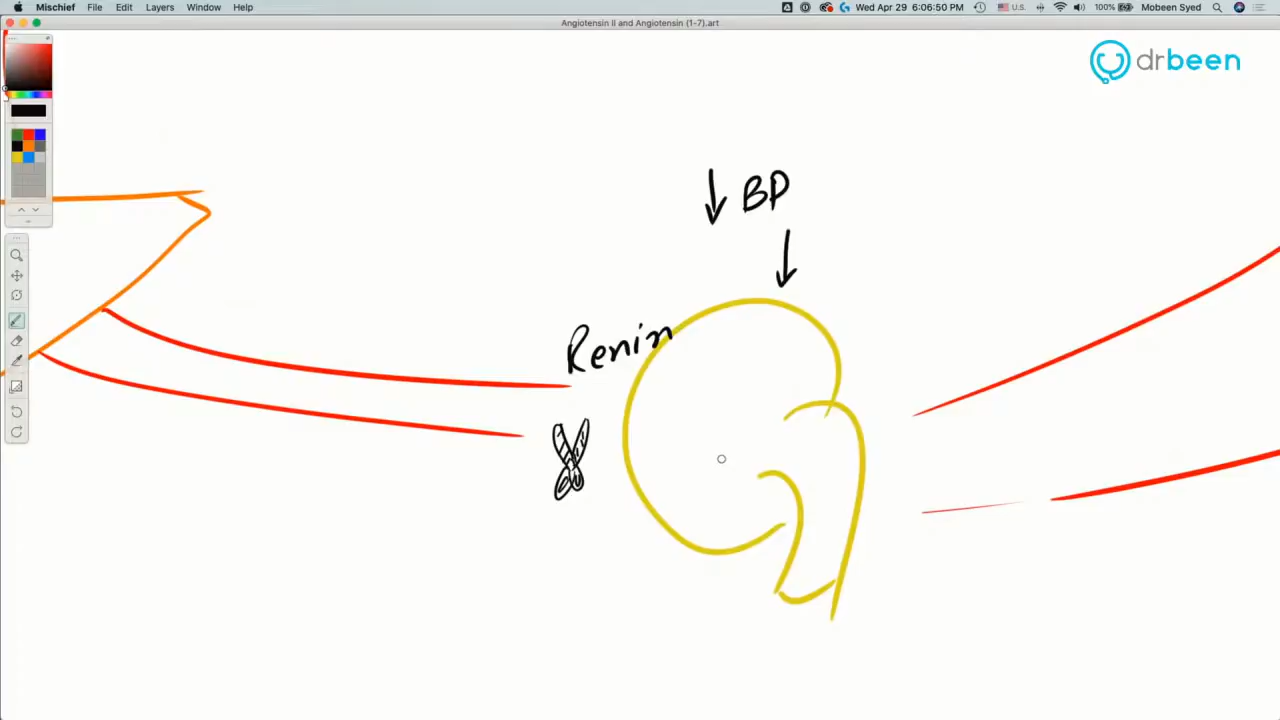 Mischief File Edit Layers Window Help U.S. 100% Wed Apr 29 6:06:50 PM Mobeen Syed
Angiotensin II and Angiotensin (1-7).art
drbeen
↓ BP
↓
Renin